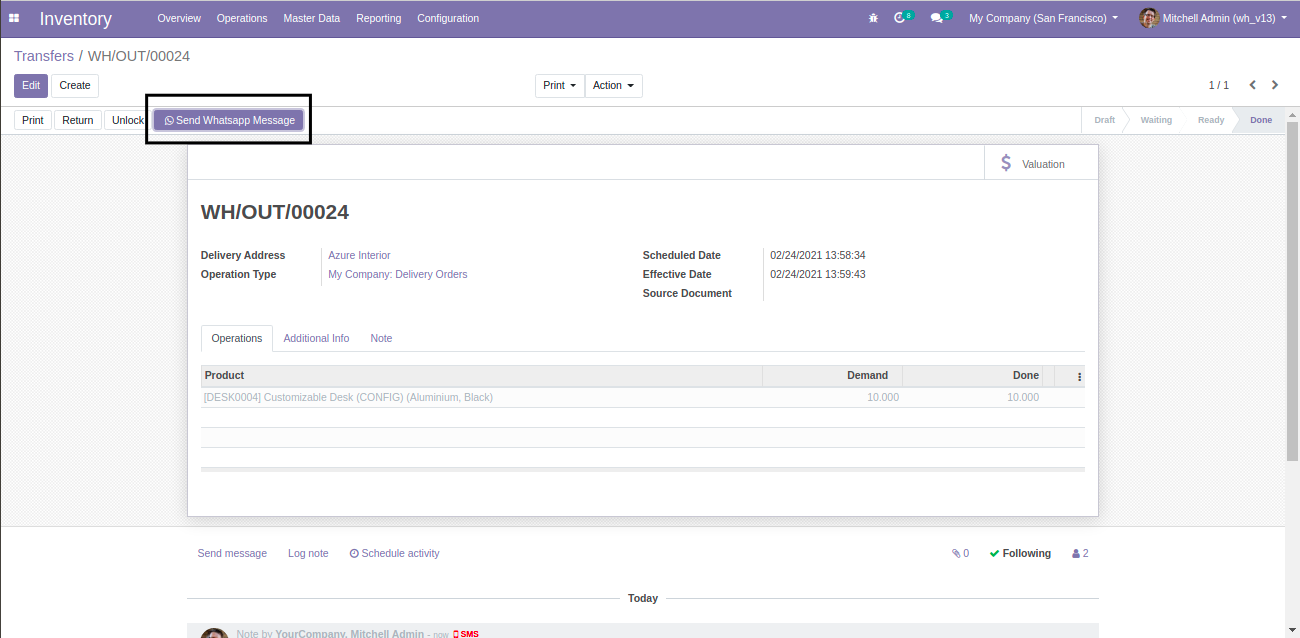 Inventory Overview Operations Master Data Reporting Configuration 8 3 My Company (San Francisco) Mitchell Admin (wh_v13)
Transfers / WH/OUT/00024
Edit Create Print Action 1 / 1
Print Return Unlock Send Whatsapp Message Draft Waiting Ready Done
$ Valuation
WH/OUT/00024
Delivery Address Azure Interior Scheduled Date 02/24/2021 13:58:34
Operation Type My Company: Delivery Orders Effective Date 02/24/2021 13:59:43
Source Document
Operations Additional Info Note
Product Demand Done
[DESK0004] Customizable Desk (CONFIG) (Aluminium, Black) 10.000 10.000
Send message Log note Schedule activity 0 Following 2
Today
Note by YourCompany, Mitchell Admin - now SMS